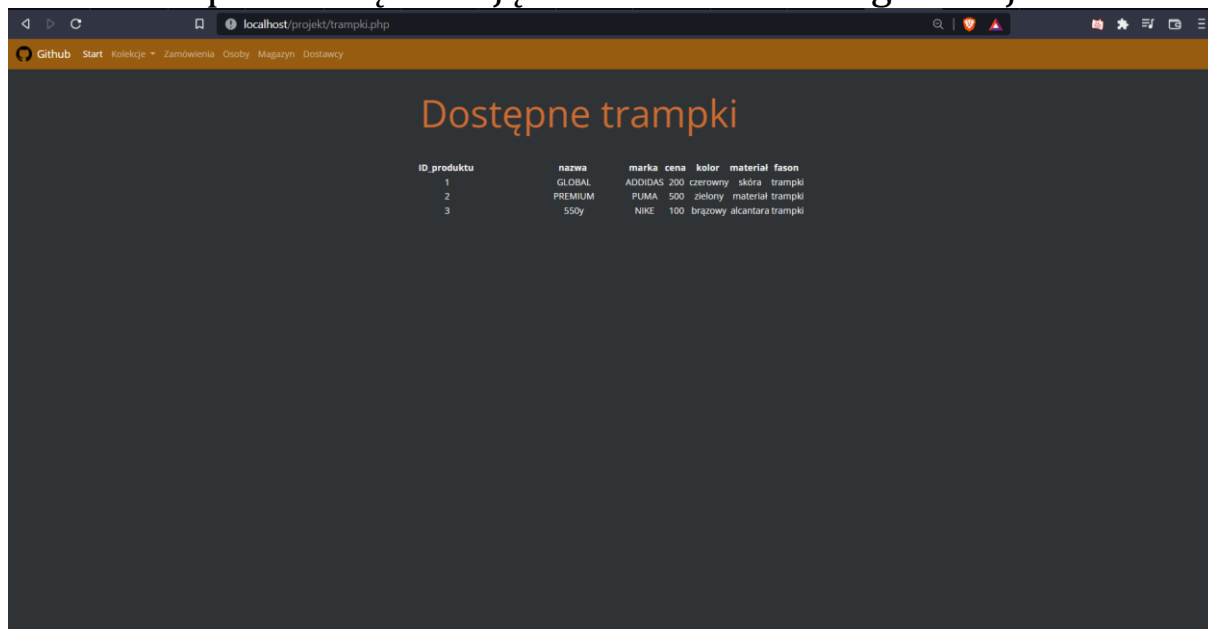 localhost/projekt/trampki.php
Github Start Kolekcje Zamówienia Osoby Magazyn Dostawcy
Dostępne trampki
ID_produktu nazwa marka cena kolor materiał fason
1 GLOBAL ADDIDAS 200 czerowny skóra trampki
2 PREMIUM PUMA 500 zielony materiał trampki
3 550y NIKE 100 brązowy alcantara trampki